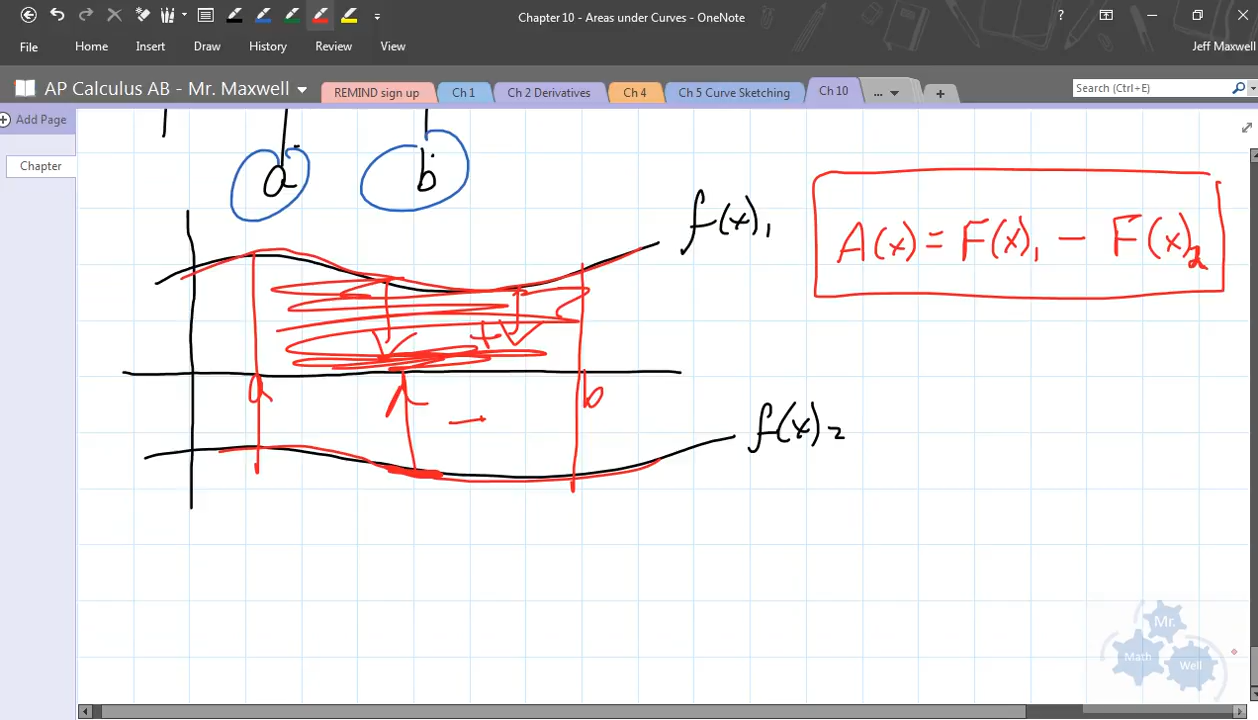 Chapter 10 - Areas under Curves - OneNote
File Home Insert Draw History Review View
Jeff Maxwell
AP Calculus AB - Mr. Maxwell
REMIND sign up Ch 1 Ch 2 Derivatives Ch 4 Ch 5 Curve Sketching Ch 10 ...
Search (Ctrl+E)
Add Page
Chapter
a b
f(x)₁
A(x) = F(x)₁ - F(x)₂
+
a x b
-
f(x)₂
Mr.
Math Well